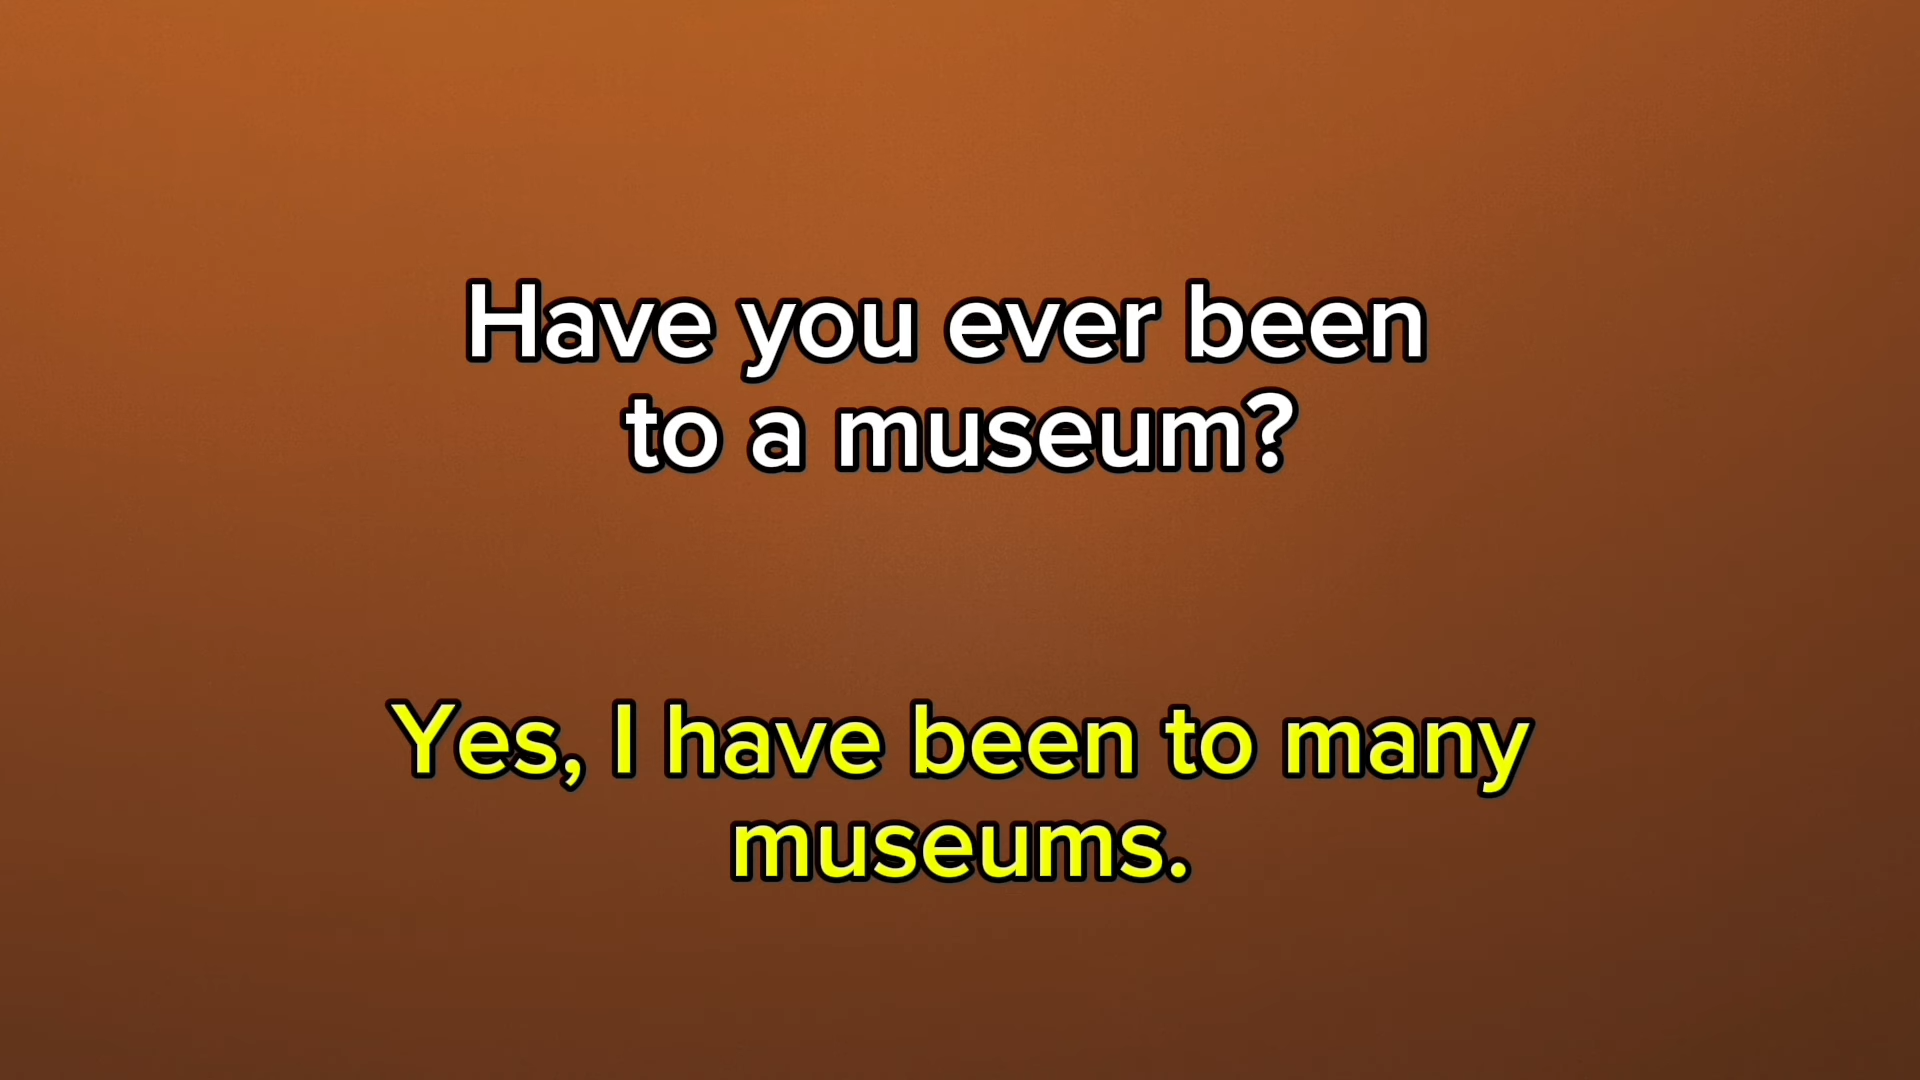 Have you ever been
to a museum?
Yes, I have been to many
museums.